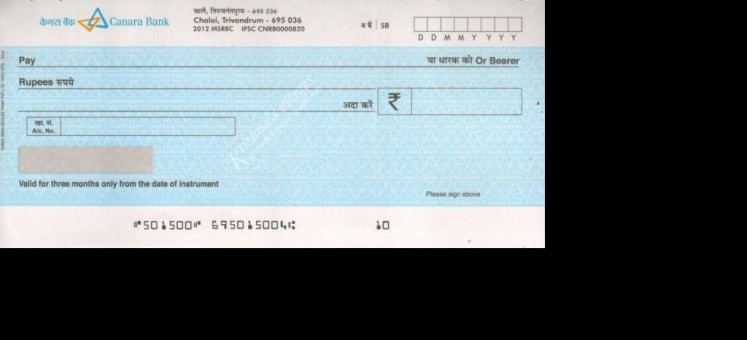 केनरा बैंक Canara Bank
चालै, तिरुवनंतपुरम - 695 036
Chalai, Trivandrum - 695 036
2012 MSRBC IFSC CNRB0000820
ब बैं SB
D D M M Y Y Y Y
Pay या धारक को Or Bearer
Rupees रुपये
अदा करें ₹
खा. सं.
A/c. No.
Valid for three months only from the date of instrument
Please sign above
⑈501500⑈ 695015004⑆ 10